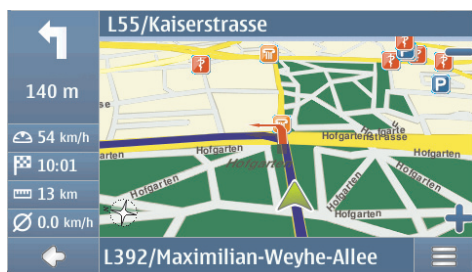 L55/Kaiserstrasse
140 m
54 km/h
10:01
13 km
0.0 km/h
L392/Maximilian-Weyhe-Allee
P
Hofgarten
Hofgarten
Hofgarten
Hofgarten
Hofgarten
Hofgarten
Hofgarten